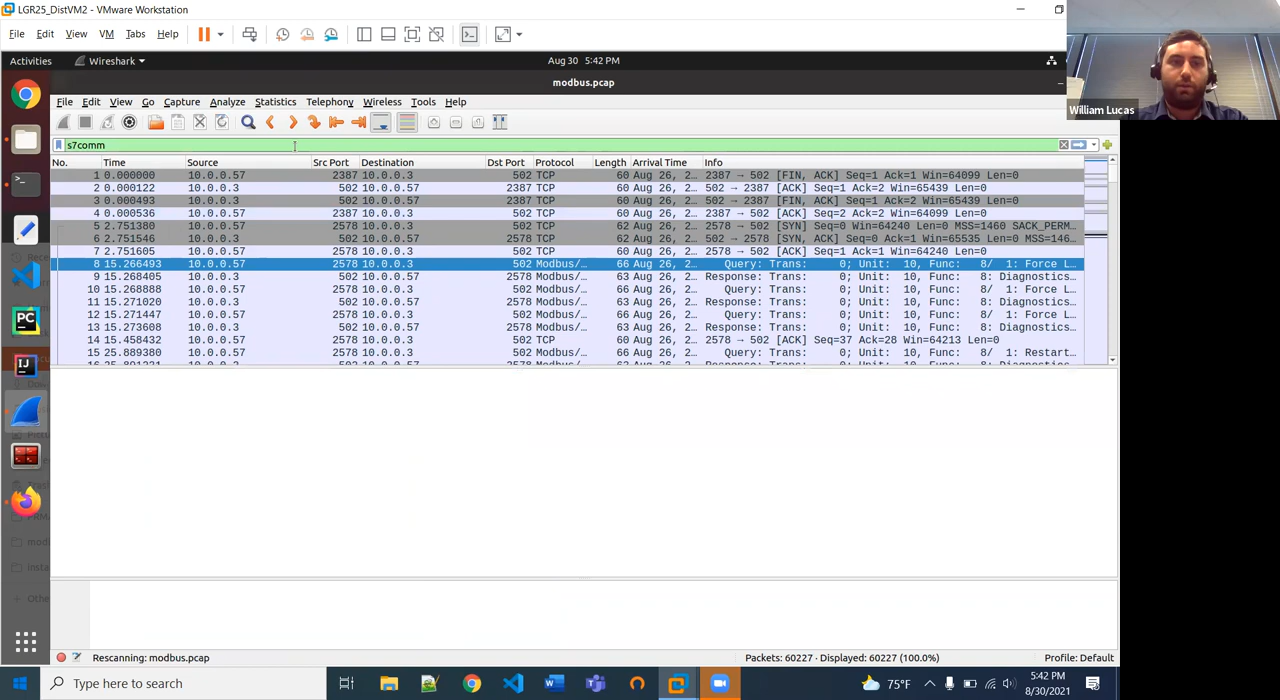 LGR25_DistVM2 - VMware Workstation
File Edit View VM Tabs Help
William Lucas
Activities Wireshark Aug 30 5:42 PM
modbus.pcap
File Edit View Go Capture Analyze Statistics Telephony Wireless Tools Help
s7comm
No. Time Source Src Port Destination Dst Port Protocol Length Arrival Time Info
1 0.000000 10.0.0.57 2387 10.0.0.3 502 TCP 60 Aug 26, 2… 2387 → 502 [FIN, ACK] Seq=1 Ack=1 Win=64099 Len=0
2 0.000122 10.0.0.3 502 10.0.0.57 2387 TCP 60 Aug 26, 2… 502 → 2387 [ACK] Seq=1 Ack=2 Win=65439 Len=0
3 0.000493 10.0.0.3 502 10.0.0.57 2387 TCP 60 Aug 26, 2… 502 → 2387 [FIN, ACK] Seq=1 Ack=2 Win=65439 Len=0
4 0.000536 10.0.0.57 2387 10.0.0.3 502 TCP 60 Aug 26, 2… 2387 → 502 [ACK] Seq=2 Ack=2 Win=64099 Len=0
5 2.751380 10.0.0.57 2578 10.0.0.3 502 TCP 62 Aug 26, 2… 2578 → 502 [SYN] Seq=0 Win=64240 Len=0 MSS=1460 SACK_PERM…
6 2.751546 10.0.0.3 502 10.0.0.57 2578 TCP 62 Aug 26, 2… 502 → 2578 [SYN, ACK] Seq=0 Ack=1 Win=65535 Len=0 MSS=146…
7 2.751605 10.0.0.57 2578 10.0.0.3 502 TCP 60 Aug 26, 2… 2578 → 502 [ACK] Seq=1 Ack=1 Win=64240 Len=0
8 15.266493 10.0.0.57 2578 10.0.0.3 502 Modbus/… 66 Aug 26, 2… Query: Trans: 0; Unit: 10, Func: 8/ 1: Force L…
9 15.268405 10.0.0.3 502 10.0.0.57 2578 Modbus/… 63 Aug 26, 2… Response: Trans: 0; Unit: 10, Func: 8: Diagnostics…
10 15.268888 10.0.0.57 2578 10.0.0.3 502 Modbus/… 66 Aug 26, 2… Query: Trans: 0; Unit: 10, Func: 8/ 1: Force L…
11 15.271020 10.0.0.3 502 10.0.0.57 2578 Modbus/… 63 Aug 26, 2… Response: Trans: 0; Unit: 10, Func: 8: Diagnostics…
12 15.271447 10.0.0.57 2578 10.0.0.3 502 Modbus/… 66 Aug 26, 2… Query: Trans: 0; Unit: 10, Func: 8/ 1: Force L…
13 15.273608 10.0.0.3 502 10.0.0.57 2578 Modbus/… 63 Aug 26, 2… Response: Trans: 0; Unit: 10, Func: 8: Diagnostics…
14 15.458432 10.0.0.57 2578 10.0.0.3 502 TCP 60 Aug 26, 2… 2578 → 502 [ACK] Seq=37 Ack=28 Win=64213 Len=0
15 25.889380 10.0.0.57 2578 10.0.0.3 502 Modbus/… 66 Aug 26, 2… Query: Trans: 0; Unit: 10, Func: 8/ 1: Restart…
Rescanning: modbus.pcap Packets: 60227 · Displayed: 60227 (100.0%) Profile: Default
Type here to search 75°F 5:42 PM
8/30/2021